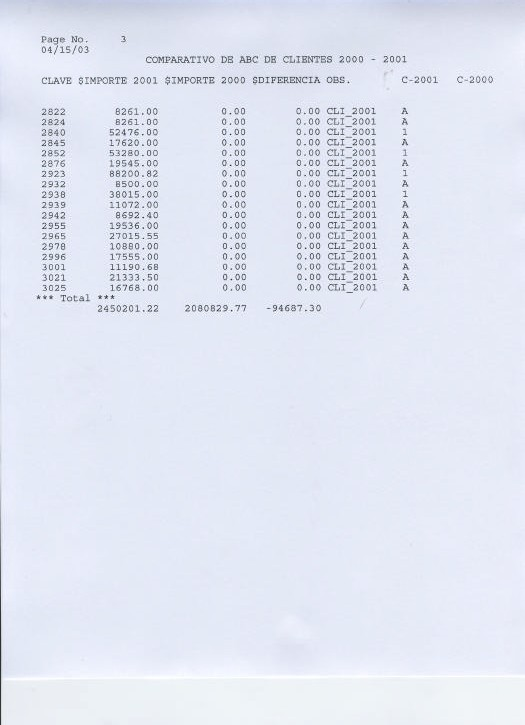 Page No. 3
04/15/03
COMPARATIVO DE ABC DE CLIENTES 2000 - 2001
CLAVE $IMPORTE 2001 $IMPORTE 2000 $DIFERENCIA OBS. C-2001 C-2000
2822 8261.00 0.00 0.00 CLI_2001 A
2824 8261.00 0.00 0.00 CLI_2001 A
2840 52476.00 0.00 0.00 CLI_2001 1
2845 17620.00 0.00 0.00 CLI_2001 A
2852 53280.00 0.00 0.00 CLI_2001 1
2876 19545.00 0.00 0.00 CLI_2001 A
2923 88200.82 0.00 0.00 CLI_2001 1
2932 8500.00 0.00 0.00 CLI_2001 A
2938 38015.00 0.00 0.00 CLI_2001 1
2939 11072.00 0.00 0.00 CLI_2001 A
2942 8692.40 0.00 0.00 CLI_2001 A
2955 19536.00 0.00 0.00 CLI_2001 A
2965 27015.55 0.00 0.00 CLI_2001 A
2978 10880.00 0.00 0.00 CLI_2001 A
2996 17555.00 0.00 0.00 CLI_2001 A
3001 11190.68 0.00 0.00 CLI_2001 A
3021 21333.50 0.00 0.00 CLI_2001 A
3025 16768.00 0.00 0.00 CLI_2001 A
*** Total ***
2450201.22 2080829.77 -94687.30